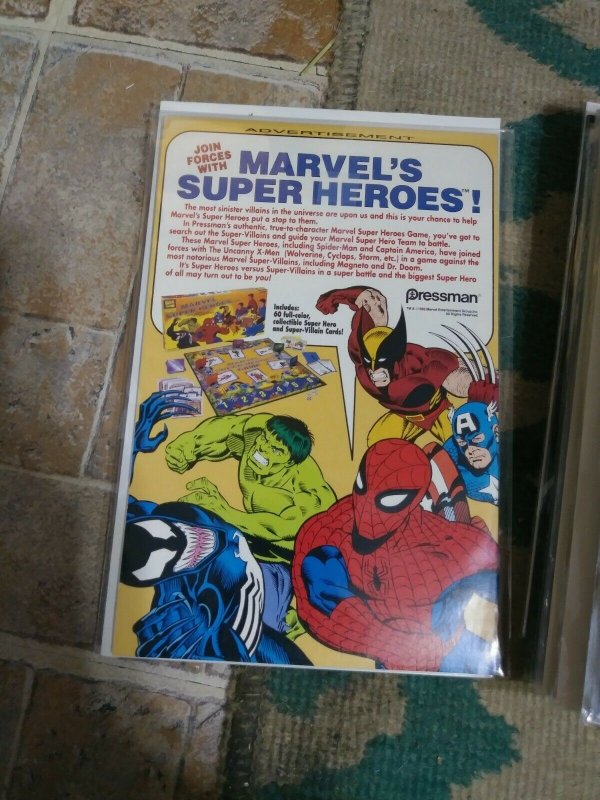 ADVERTISEMENT
JOIN
FORCES
WITH
MARVEL'S
SUPER HEROES™!
The most sinister villains in the universe are upon us and this is your chance to help
Marvel's Super Heroes put a stop to them.
In Pressman's authentic, true-to-character Marvel Super Heroes Game, you've got to
search out the Super-Villains and guide your Marvel Super Hero Team to battle.
These Marvel Super Heroes, including Spider-Man and Captain America, have joined
forces with The Uncanny X-Men (Wolverine, Cyclops, Storm, etc.) in a game against the
most notorious Marvel Super-Villains, including Magneto and Dr. Doom.
It's Super Heroes versus Super-Villains in a super battle and the biggest Super Hero
of all may turn out to be you!
Pressman®
Includes:
60 full-color,
collectible Super Hero
and Super-Villain Cards!
MARVEL
SUPER HEROES
A